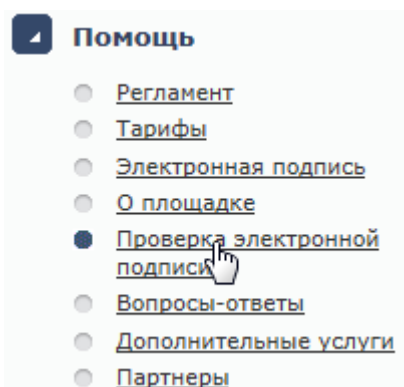 Помощь
Регламент
Тарифы
Электронная подпись
О площадке
Проверка электронной
подписи
Вопросы-ответы
Дополнительные услуги
Партнеры